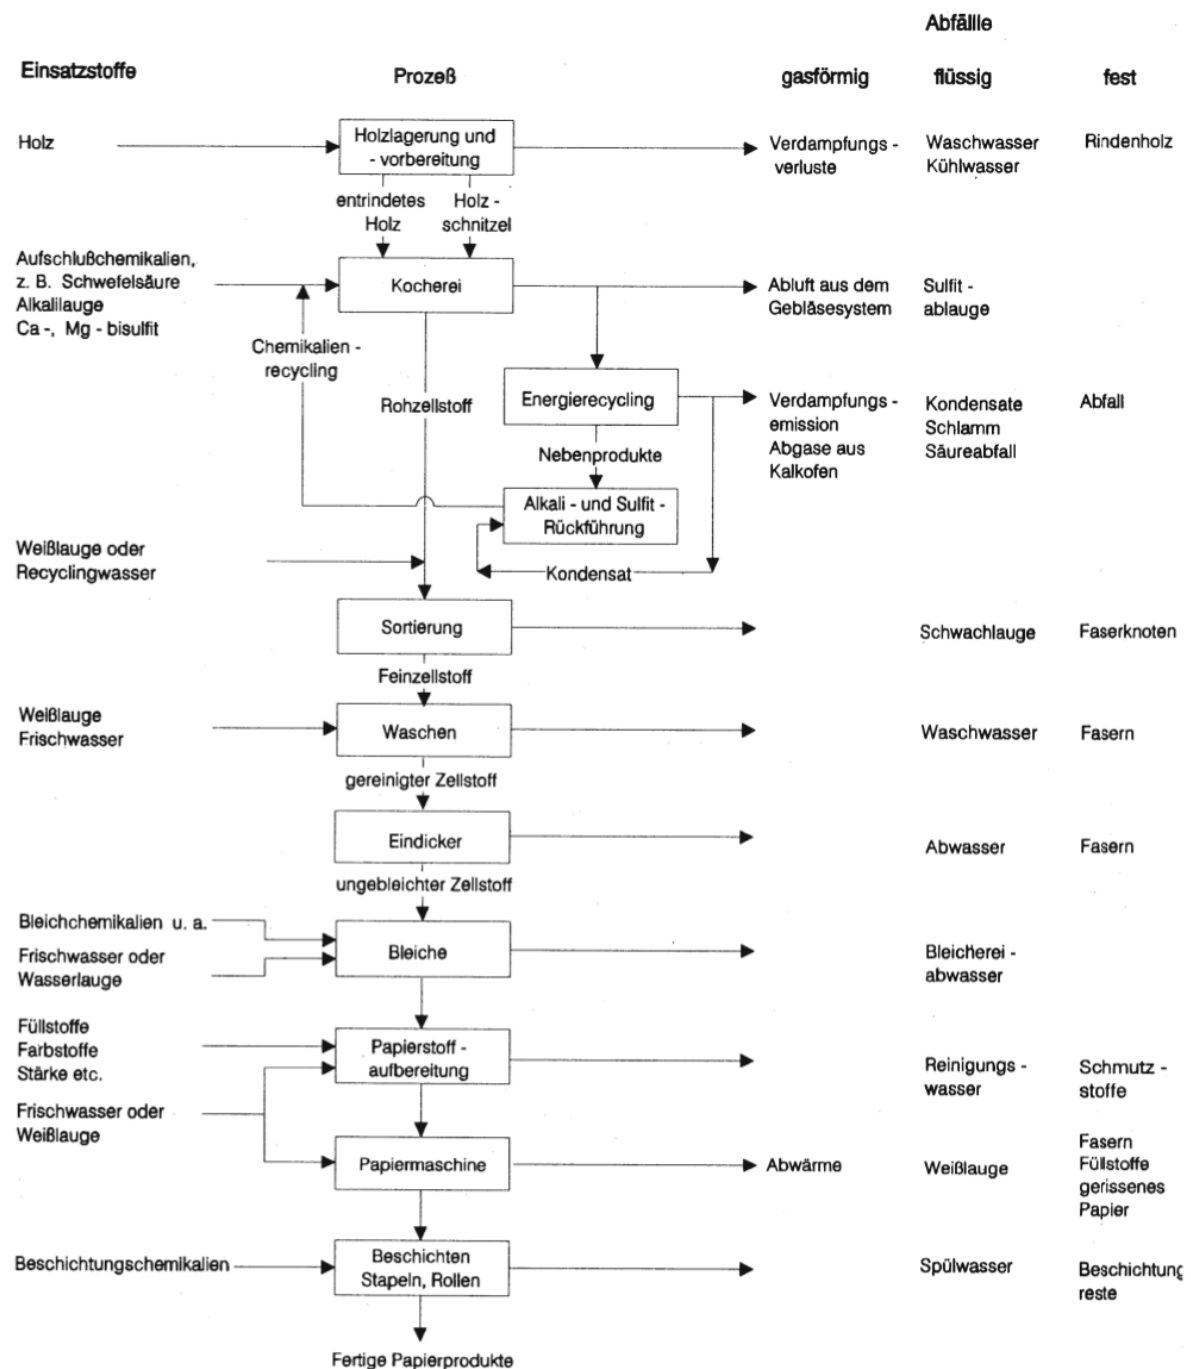 Abfällle
Einsatzstoffe
Prozeß
gasförmig
flüssig
fest
Holz
Holzlagerung und
- vorbereitung
Verdampfungs -
verluste
Waschwasser
Kühlwasser
Rindenholz
entrindetes
Holz
Holz -
schnitzel
Aufschlußchemikalien,
z. B. Schwefelsäure
Alkalilauge
Ca -, Mg - bisulfit
Kocherei
Abluft aus dem
Gebläsesystem
Sulfit -
ablauge
Chemikalien -
recycling
Rohzellstoff
Energierecycling
Verdampfungs -
emission
Abgase aus
Kalkofen
Kondensate
Schlamm
Säureabfall
Abfall
Nebenprodukte
Alkali - und Sulfit -
Rückführung
Weißlauge oder
Recyclingwasser
Kondensat
Sortierung
Schwachlauge
Faserknoten
Feinzellstoff
Weißlauge
Frischwasser
Waschen
Waschwasser
Fasern
gereinigter Zellstoff
Eindicker
Abwasser
Fasern
ungebleichter Zellstoff
Bleichchemikalien u. a.
Frischwasser oder
Wasserlauge
Bleiche
Bleicherei -
abwasser
Füllstoffe
Farbstoffe
Stärke etc.
Papierstoff -
aufbereitung
Reinigungs -
wasser
Schmutz -
stoffe
Frischwasser oder
Weißlauge
Papiermaschine
Abwärme
Weißlauge
Fasern
Füllstoffe
gerissenes
Papier
Beschichtungschemikalien
Beschichten
Stapeln, Rollen
Spülwasser
Beschichtung
reste
Fertige Papierprodukte